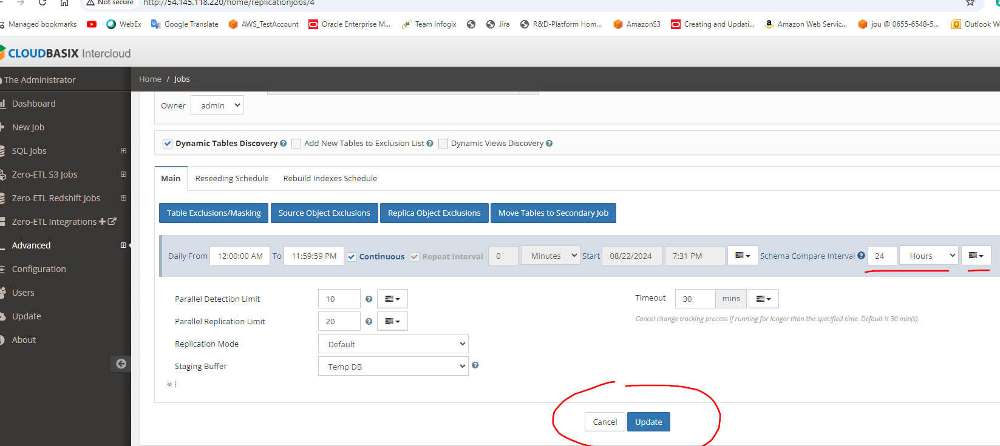 Not secure http://54.145.118.220/home/replicationjobs/4
Managed bookmarks WebEx Google Translate AWS_TestAccount Oracle Enterprise M... Team Infogix Jira R&D-Platform Hom... AmazonS3 Creating and Updati... Amazon Web Servic... jou @ 0655-6548-5... Outlook W
CLOUDBASIX Intercloud
The Administrator
Home / Jobs
Dashboard
New Job
SQL Jobs
Zero-ETL S3 Jobs
Zero-ETL Redshift Jobs
Zero-ETL Integrations
Advanced
Configuration
Users
Update
About
Owner admin
Dynamic Tables Discovery Add New Tables to Exclusion List Dynamic Views Discovery
Main Reseeding Schedule Rebuild Indexes Schedule
Table Exclusions/Masking Source Object Exclusions Replica Object Exclusions Move Tables to Secondary Job
Daily From 12:00:00 AM To 11:59:59 PM Continuous Repeat Interval 0 Minutes Start 08/22/2024 7:31 PM Schema Compare Interval 24 Hours
Parallel Detection Limit 10 Timeout 30 mins
Cancel change tracking process if running for longer than the specified time. Default is 30 min(s).
Parallel Replication Limit 20
Replication Mode Default
Staging Buffer Temp DB
Cancel Update